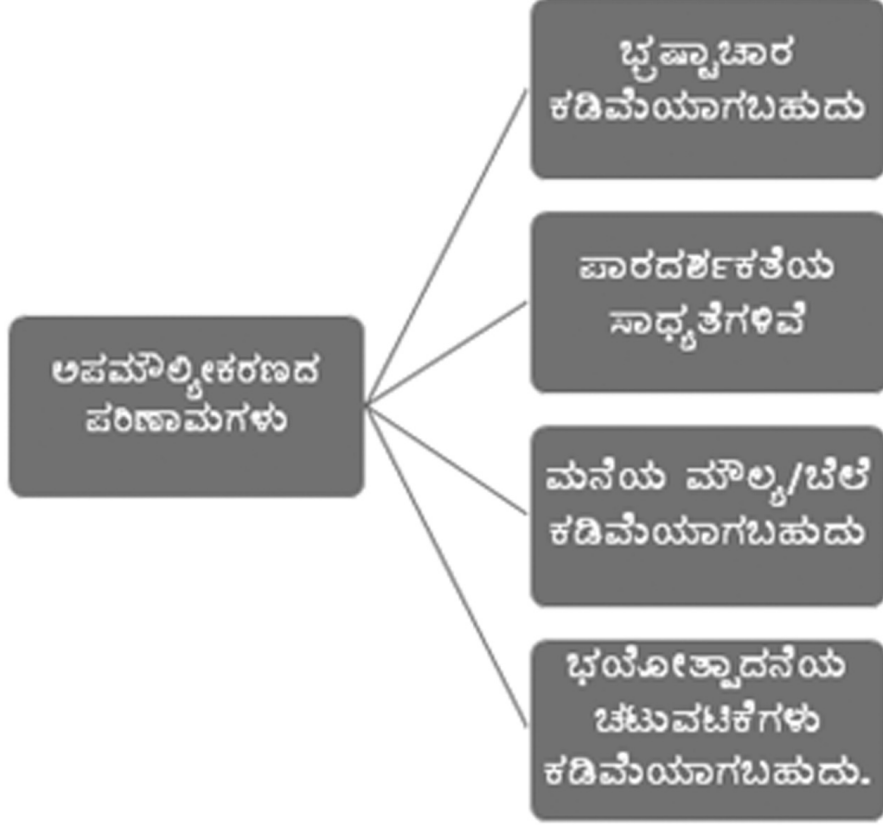 ಅಪಮೌಲ್ಯೀಕರಣದ
ಪರಿಣಾಮಗಳು
ಭ್ರಷ್ಟಾಚಾರ
ಕಡಿಮೆಯಾಗಬಹುದು
ಪಾರದರ್ಶಕತೆಯ
ಸಾಧ್ಯತೆಗಳಿವೆ
ಮನೆಯ ಮೌಲ್ಯ/ಬೆಲೆ
ಕಡಿಮೆಯಾಗಬಹುದು
ಭಯೋತ್ಪಾದನೆಯ
ಚಟುವಟಿಕೆಗಳು
ಕಡಿಮೆಯಾಗಬಹುದು.